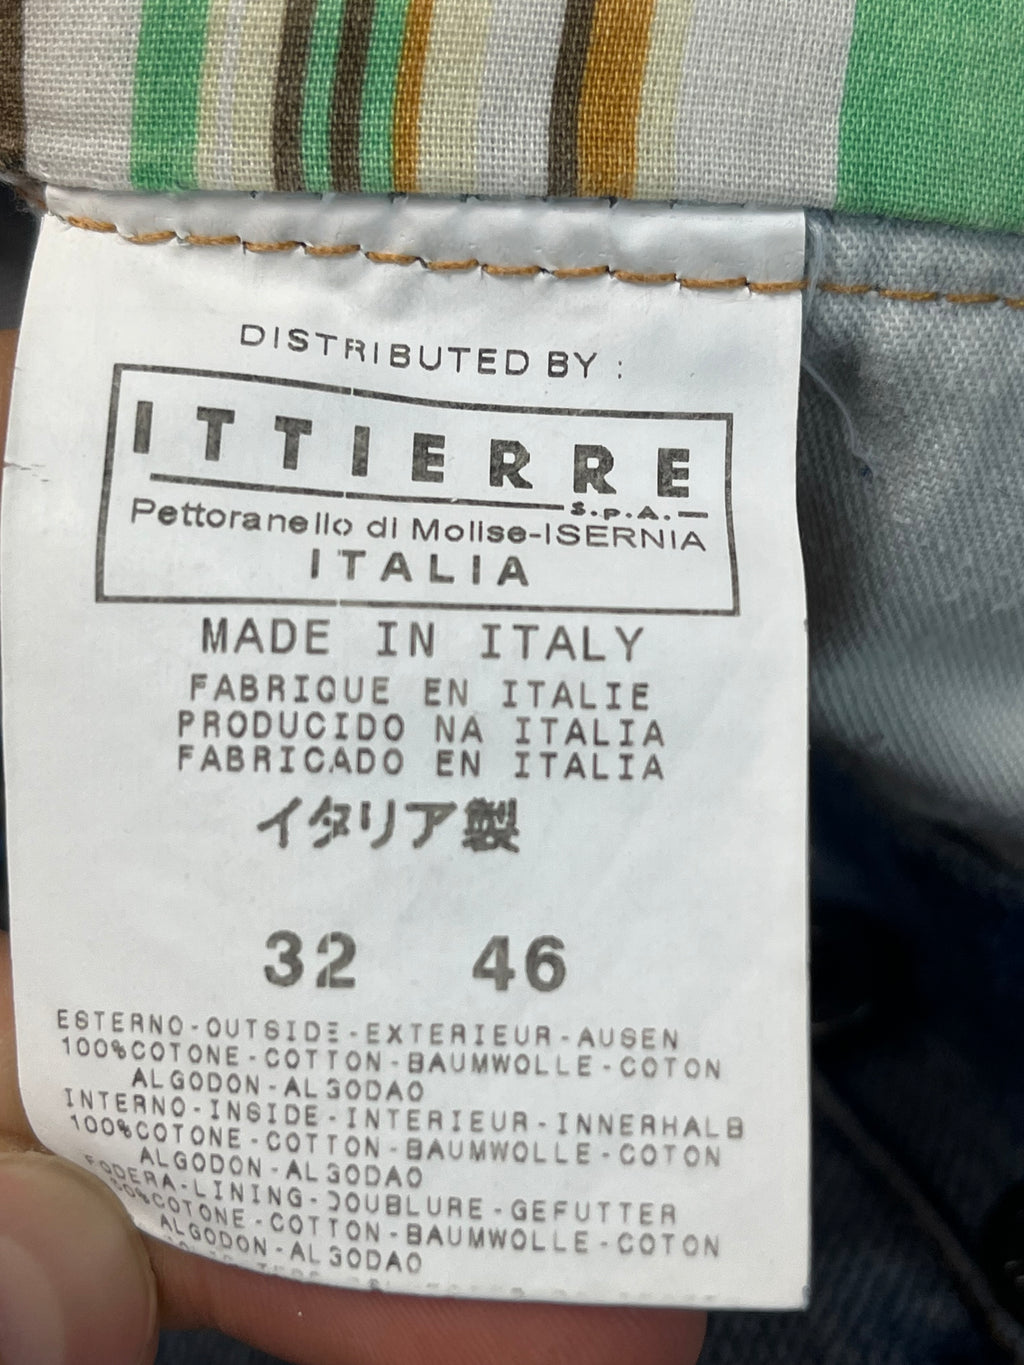 DISTRIBUTED BY :
ITTIERRE
S.p.A.
Pettoranello di Molise-ISERNIA
ITALIA
MADE IN ITALY
FABRIQUE EN ITALIE
PRODUCIDO NA ITALIA
FABRICADO EN ITALIA
イタリア製
32 46
ESTERNO-OUTSIDE-EXTERIEUR-AUSEN
100%COTONE-COTTON-BAUMWOLLE-COTON
ALGODON-ALGODAO
INTERNO-INSIDE-INTERIEUR-INNERHALB
100%COTONE-COTTON-BAUMWOLLE-COTON
ALGODON-ALGODAO
FODERA-LINING-DOUBLURE-GEFUTTER
COTONE-COTTON-BAUMWOLLE-COTON
ALGODON-ALGODAO